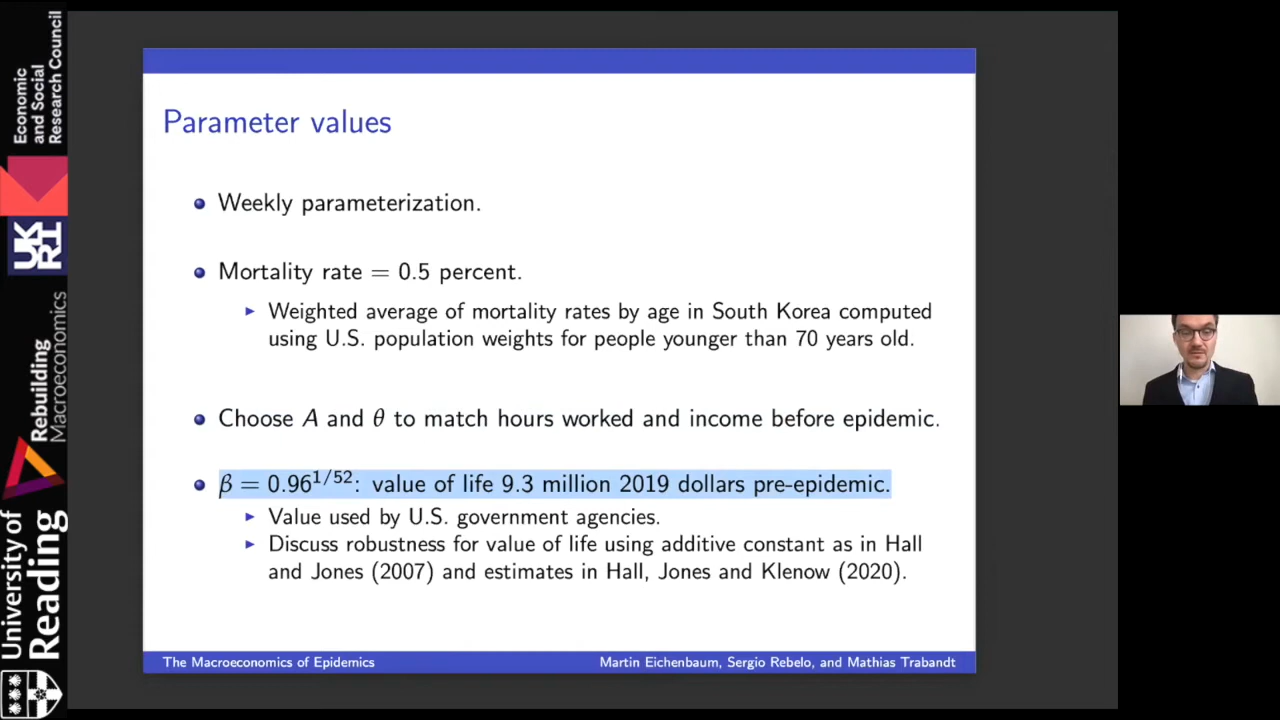 Economic
and Social
Research Council
UKRI
Rebuilding
Macroeconomics
University of
Reading
Parameter values
Weekly parameterization.
Mortality rate = 0.5 percent.
Weighted average of mortality rates by age in South Korea computed
using U.S. population weights for people younger than 70 years old.
Choose A and θ to match hours worked and income before epidemic.
β = 0.96^{1/52}: value of life 9.3 million 2019 dollars pre-epidemic.
Value used by U.S. government agencies.
Discuss robustness for value of life using additive constant as in Hall
and Jones (2007) and estimates in Hall, Jones and Klenow (2020).
The Macroeconomics of Epidemics
Martin Eichenbaum, Sergio Rebelo, and Mathias Trabandt